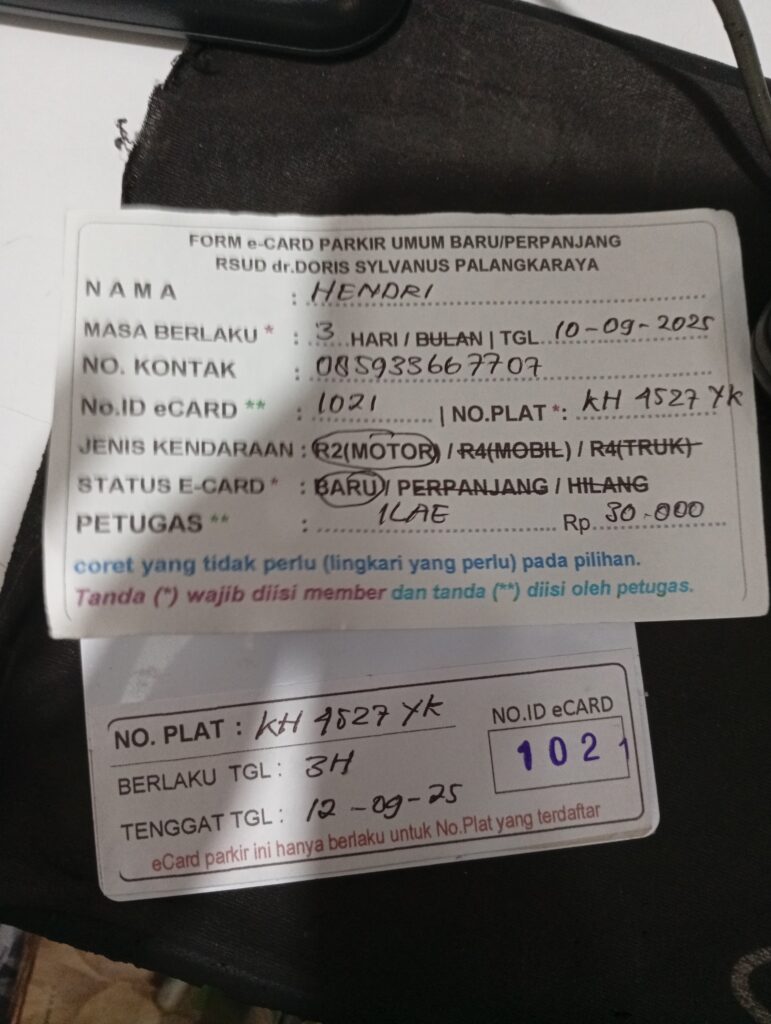 FORM e-CARD PARKIR UMUM BARU/PERPANJANG
RSUD dr.DORIS SYLVANUS PALANGKARAYA
NAMA : HENDRI
MASA BERLAKU * : 3 HARI / BULAN | TGL. 10-09-2025
NO. KONTAK : 085933667707
No.ID eCARD ** : 1021 | NO.PLAT *: KH 4527 YK
JENIS KENDARAAN : R2(MOTOR) / R4(MOBIL) / R4(TRUK)
STATUS E-CARD * : BARU / PERPANJANG / HILANG
PETUGAS ** : ILAE Rp. 30.000
coret yang tidak perlu (lingkari yang perlu) pada pilihan.
Tanda (*) wajib diisi member dan tanda (**) diisi oleh petugas.
NO. PLAT : KH 4527 YK
NO.ID eCARD
1021
BERLAKU TGL : 3H
TENGGAT TGL : 12-09-25
eCard parkir ini hanya berlaku untuk No.Plat yang terdaftar